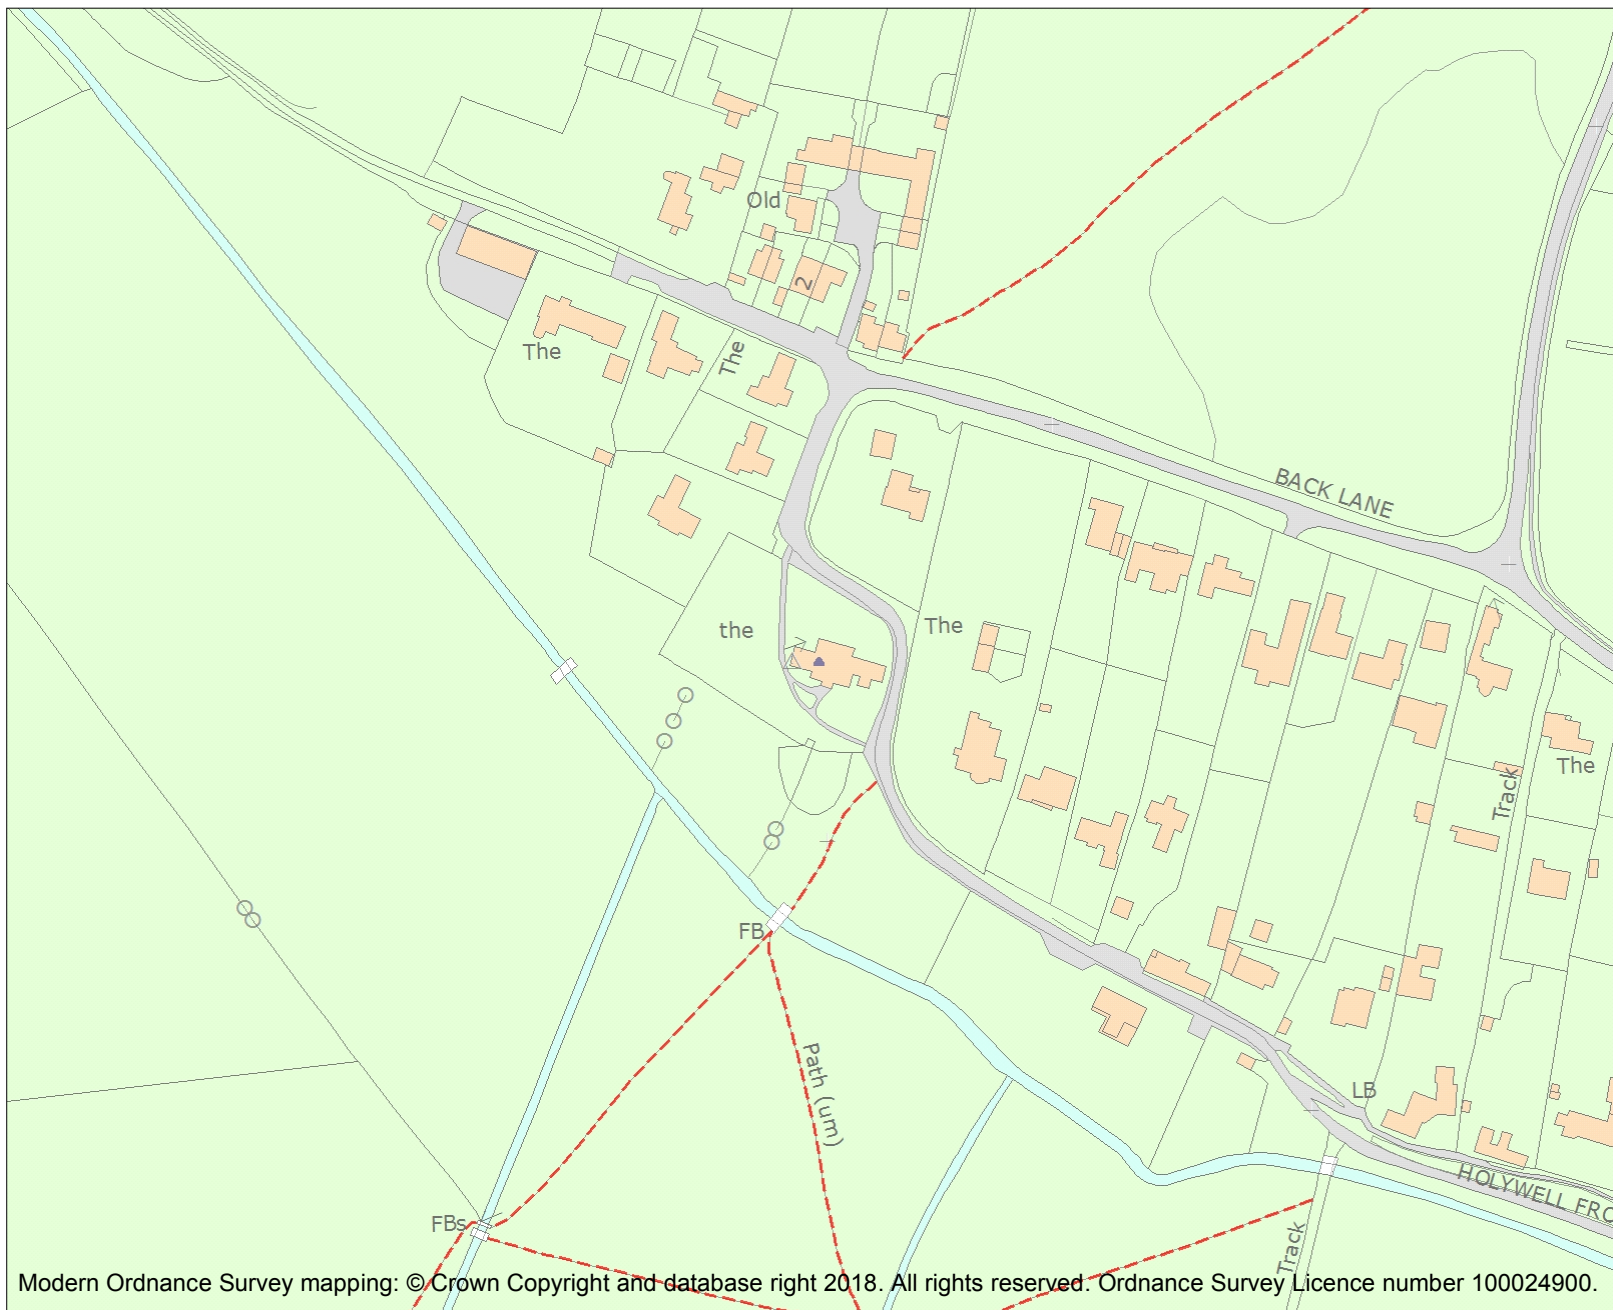 Old
2
The
The
BACK LANE
the
The
The
Track
FB
Path (um)
LB
HOLYWELL FRO
FBs
Track
Modern Ordnance Survey mapping: © Crown Copyright and database right 2018. All rights reserved. Ordnance Survey Licence number 100024900.